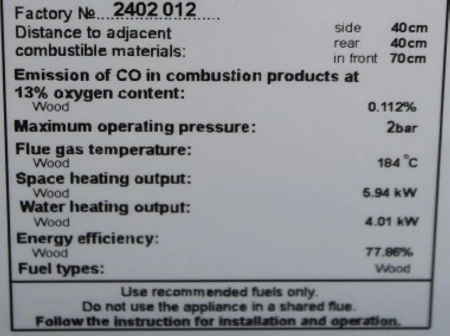 Factory № 2402 012
Distance to adjacent side 40cm
combustible materials: rear 40cm
in front 70cm
Emission of CO in combustion products at
13% oxygen content:
Wood 0.112%
Maximum operating pressure: 2bar
Flue gas temperature:
Wood 184 °C
Space heating output:
Wood 5.94 kW
Water heating output:
Wood 4.01 kW
Energy efficiency:
Wood 77.86%
Fuel types: Wood
Use recommended fuels only.
Do not use the appliance in a shared flue.
Follow the instruction for installation and operation.